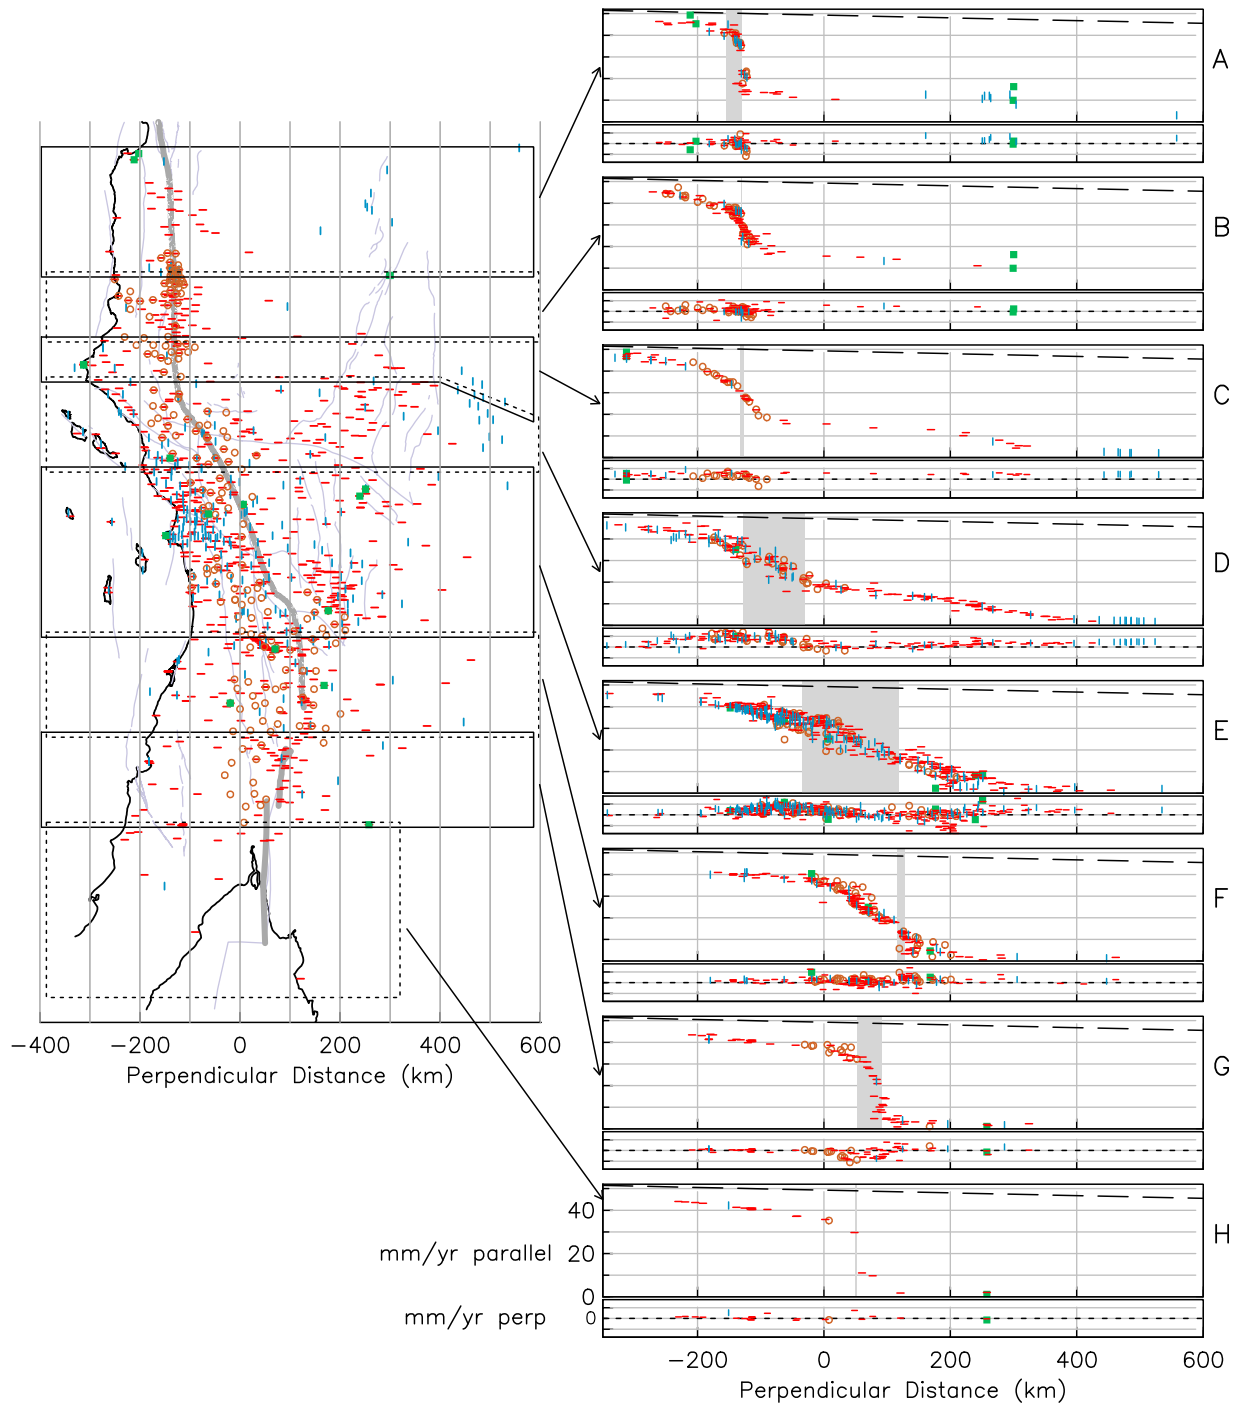 A
B
C
D
E
F
G
H
−400 −200 0 200 400 600
Perpendicular Distance (km)
40
20
0
mm/yr parallel
0
mm/yr perp
−200 0 200 400 600
Perpendicular Distance (km)